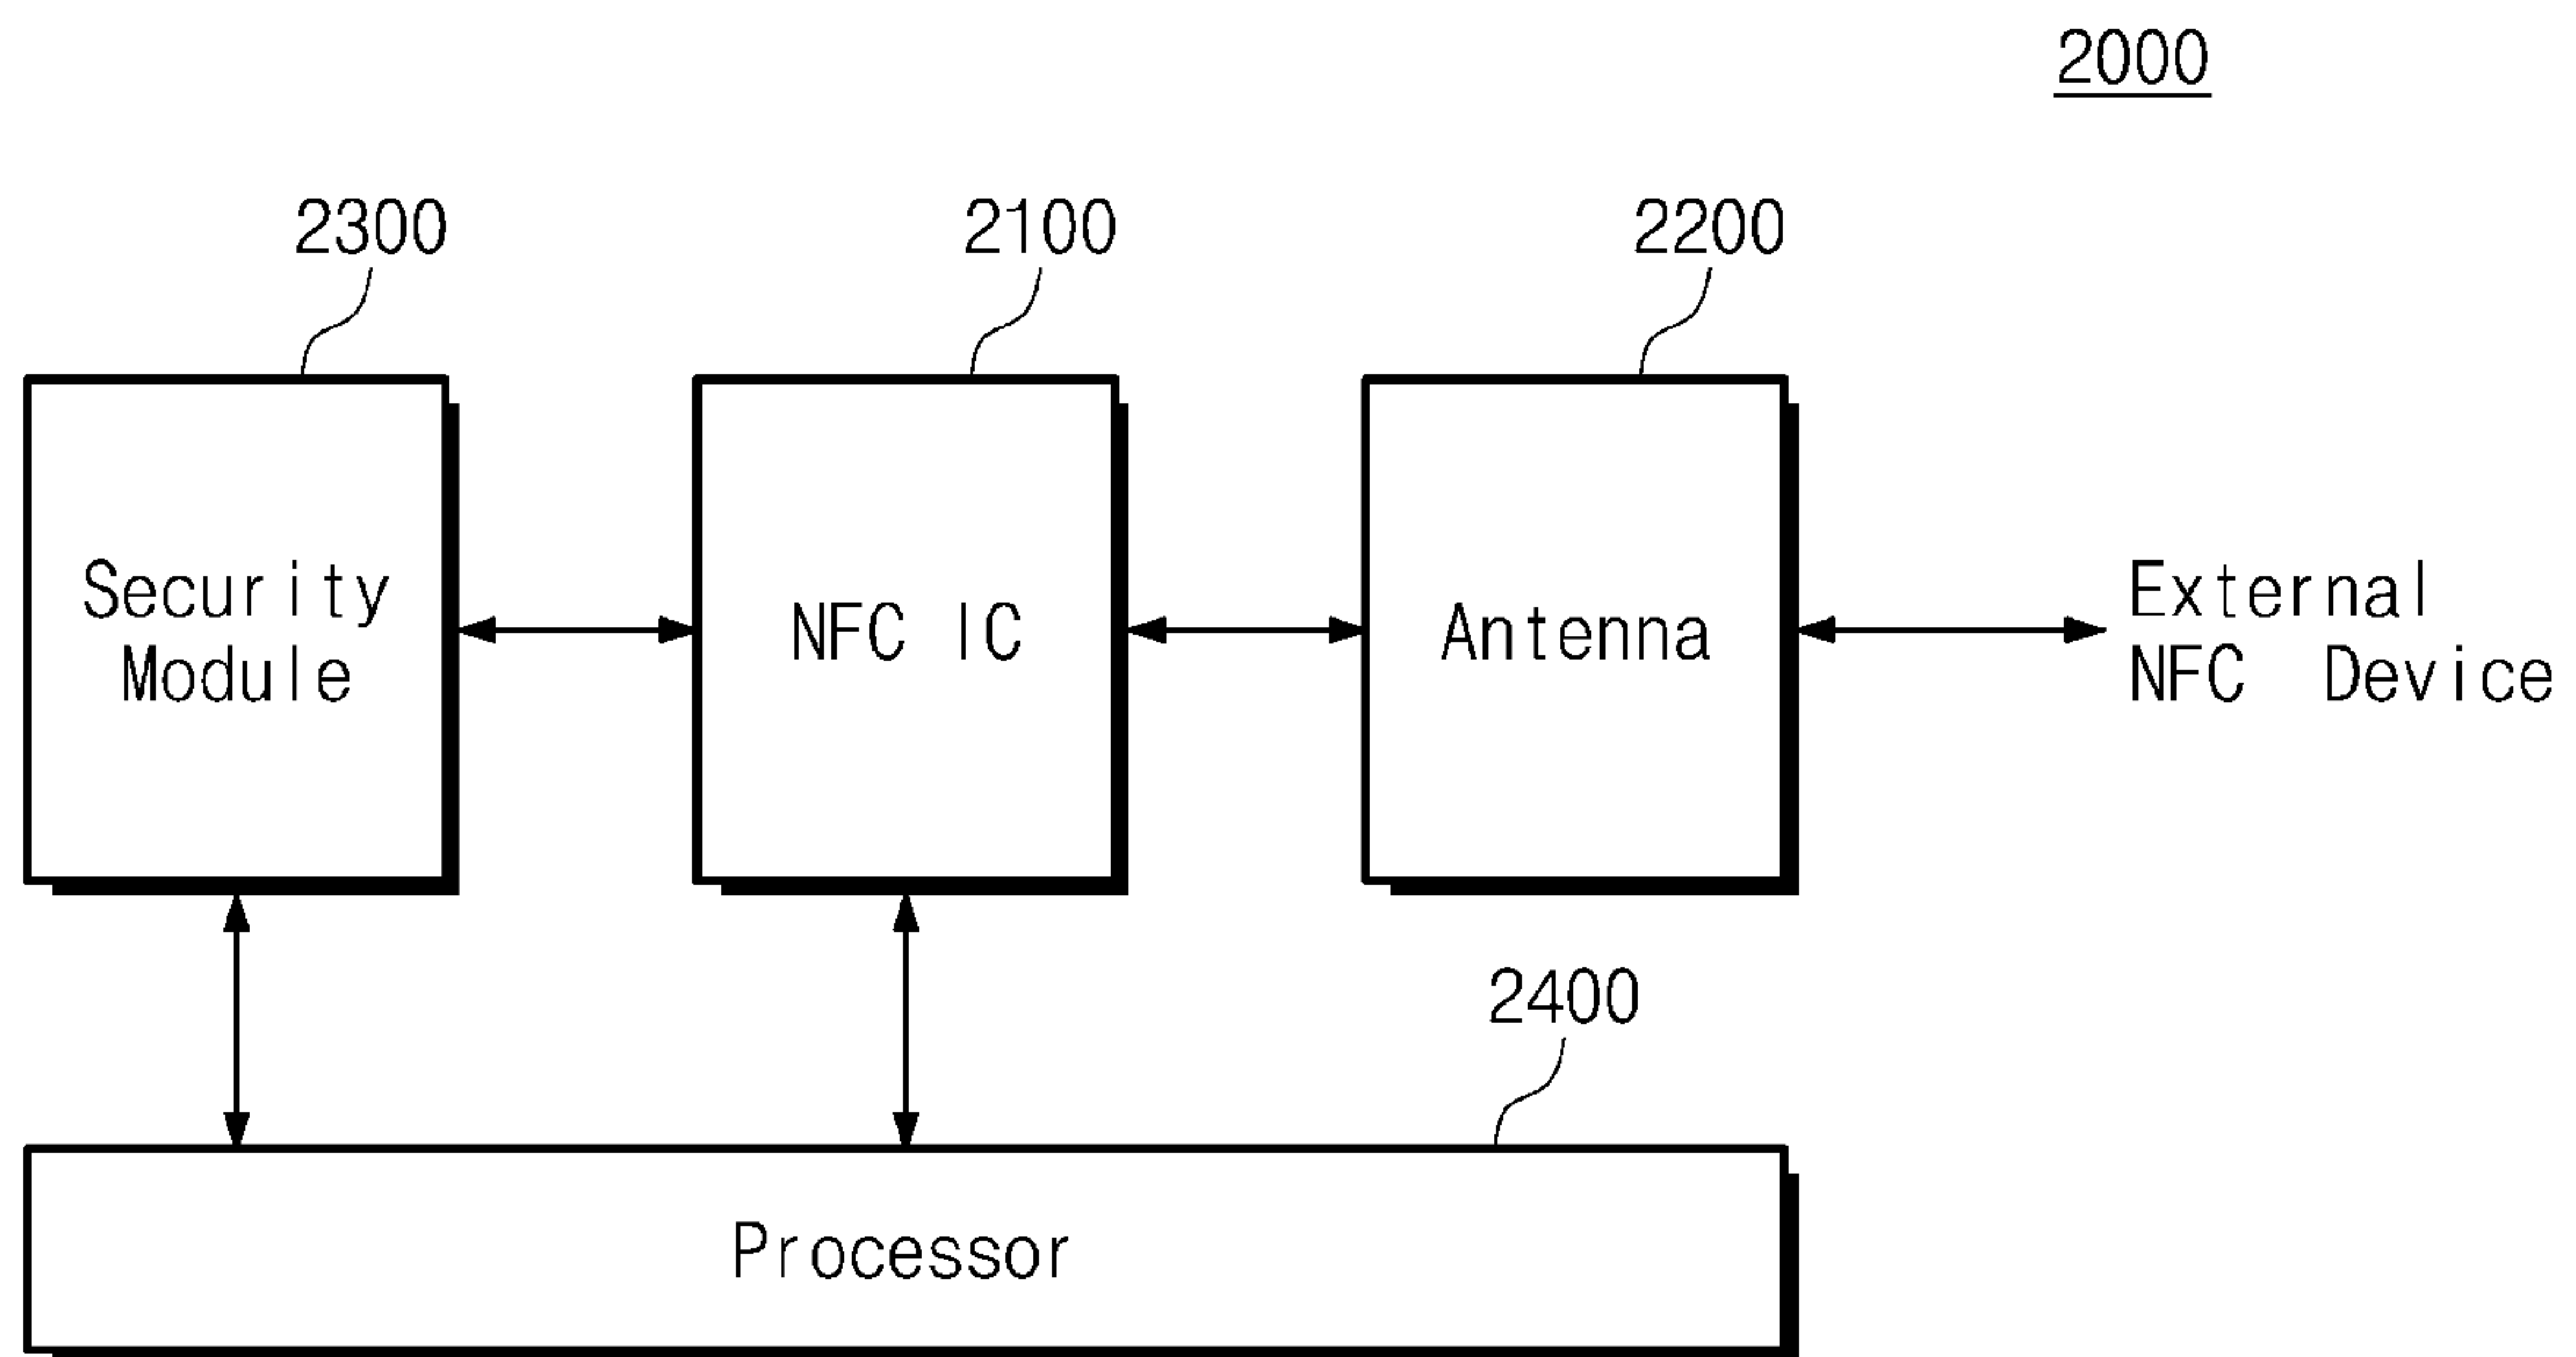 2000
2300
2100
2200
Security
Module
NFC IC
Antenna
External
NFC Device
2400
Processor